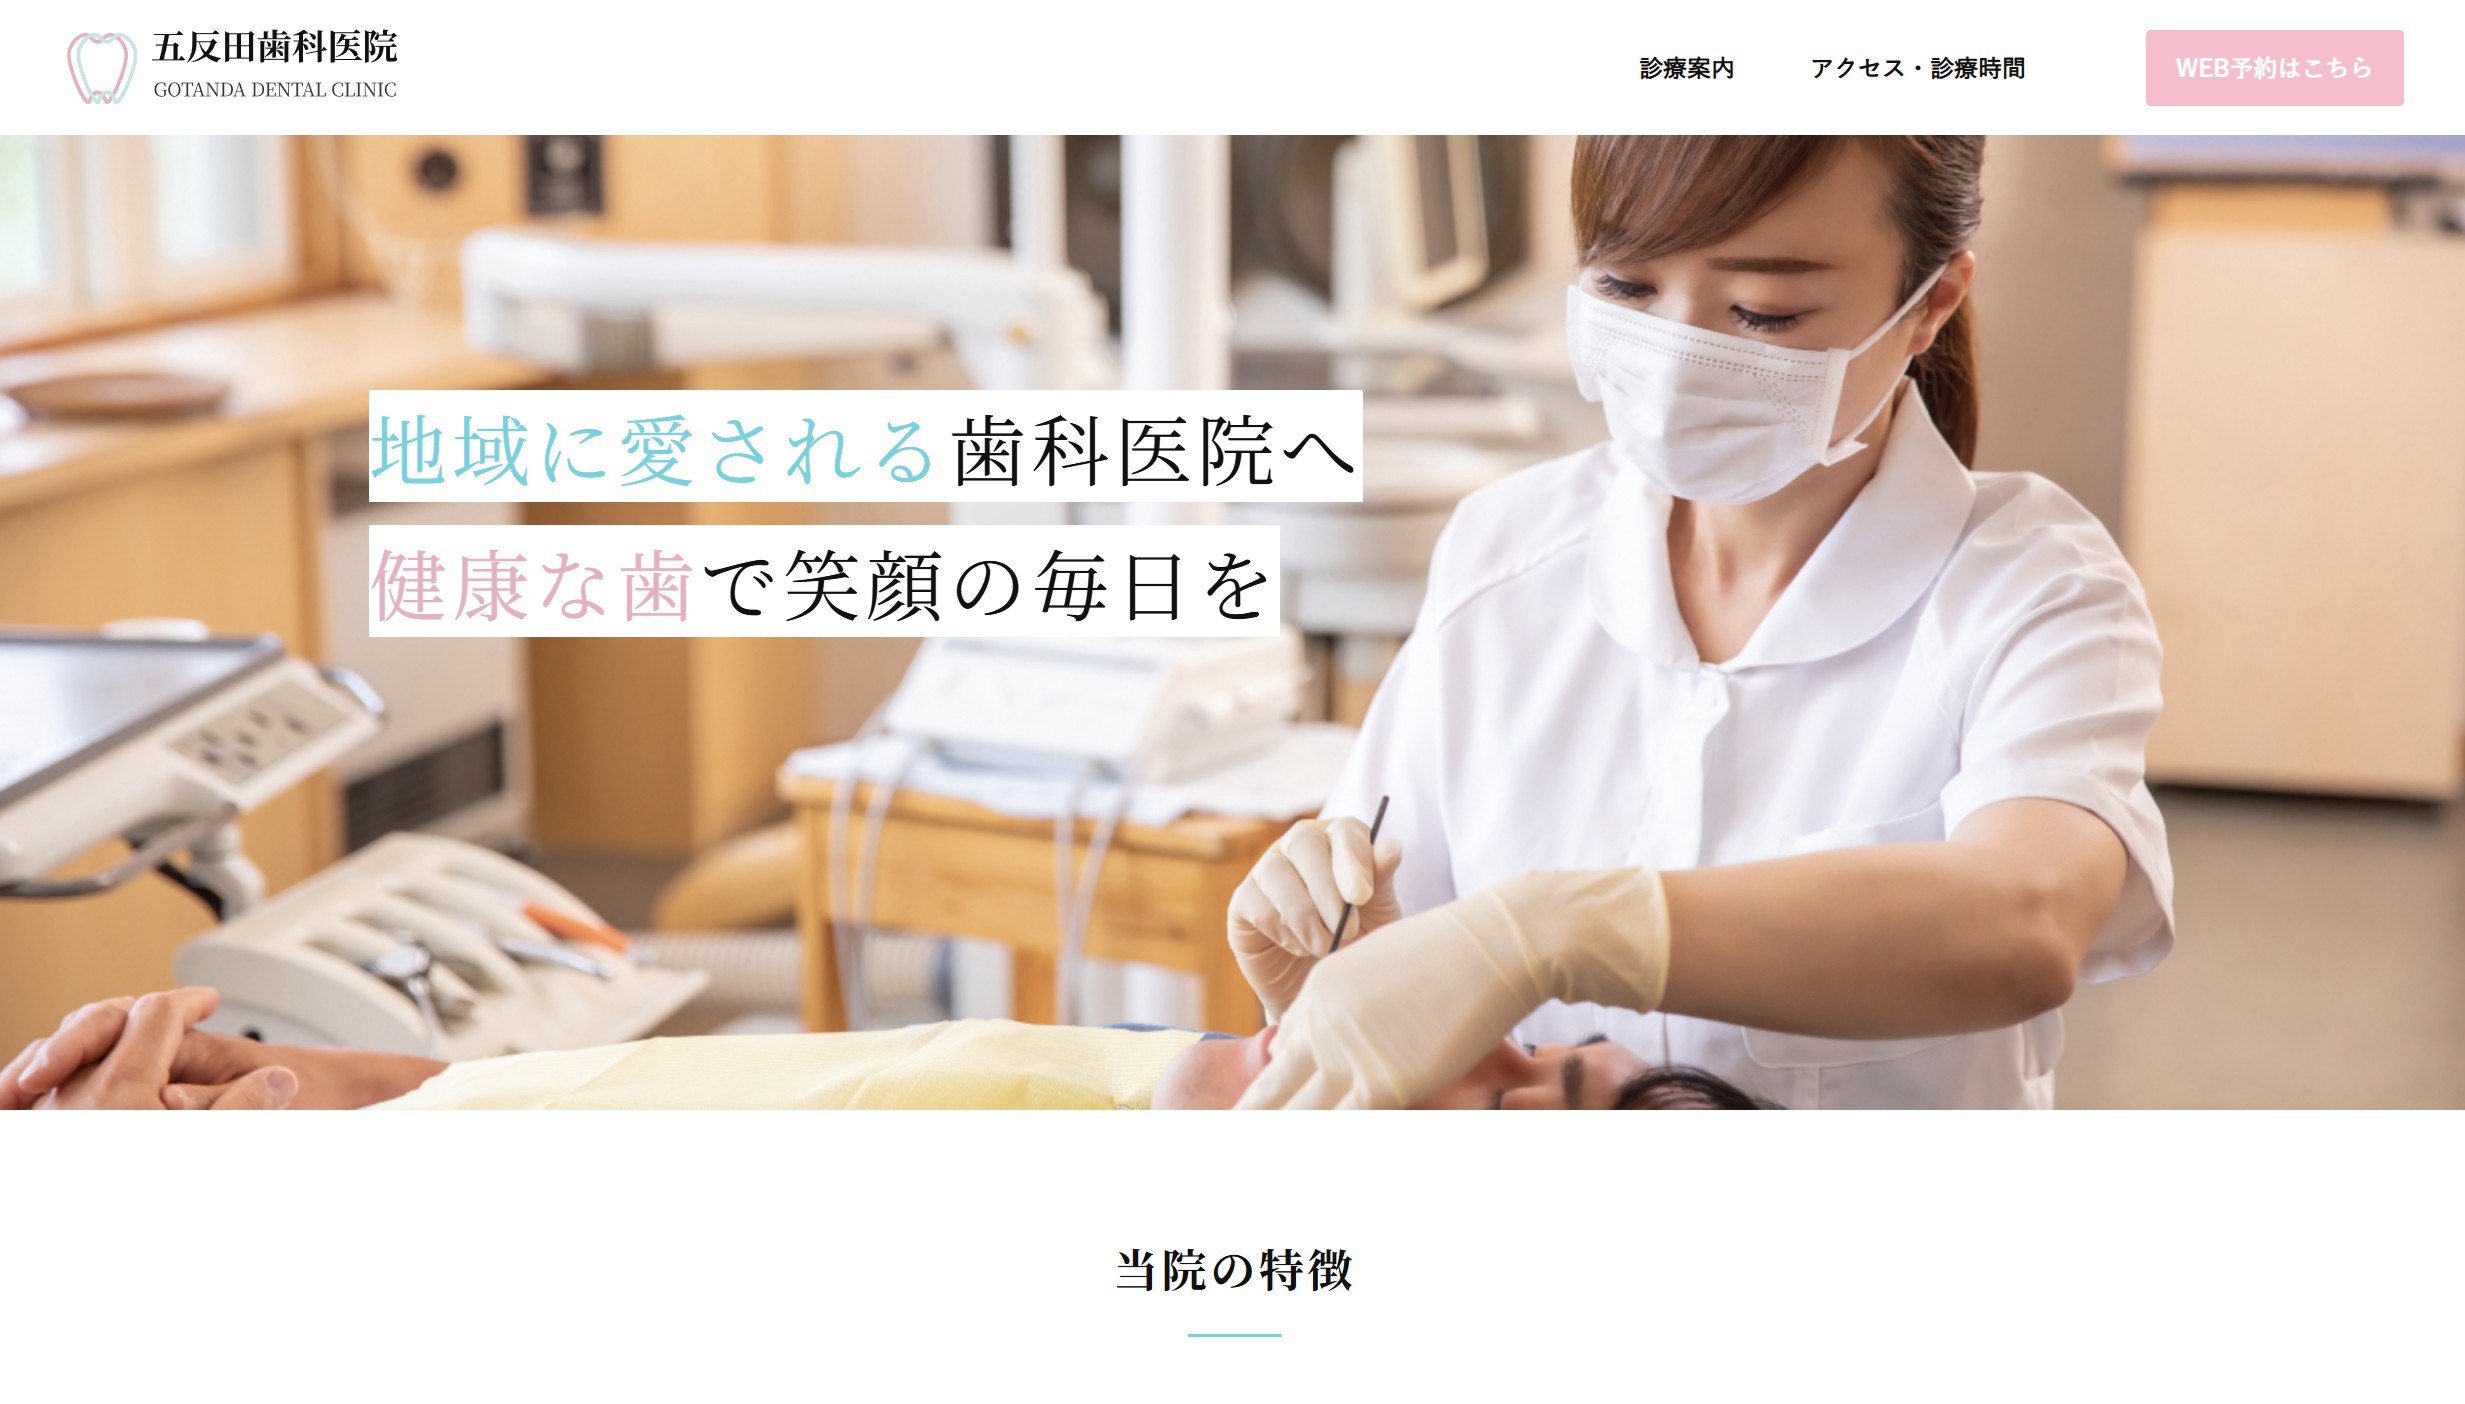 五反田歯科医院
GOTANDA DENTAL CLINIC
診療案内
アクセス・診療時間
WEB予約はこちら
地域に愛される歯科医院へ
健康な歯で笑顔の毎日を
当院の特徴